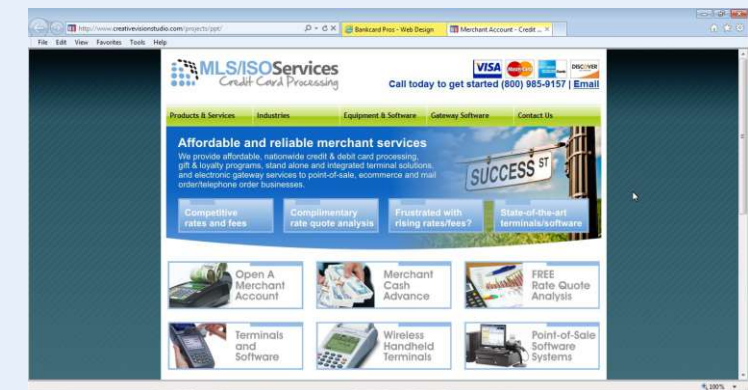 http://www.creativevisionstudio.com/projects/ppt/
Bankcard Pros - Web Design
Merchant Account - Credit ...
File Edit View Favorites Tools Help
MLS/ISOServices
Credit Card Processing
VISA MasterCard DISCOVER
Call today to get started (800) 985-9157 | Email
Products & Services Industries Equipment & Software Gateway Software Contact Us
Affordable and reliable merchant services
We provide affordable, nationwide credit & debit card processing,
gift & loyalty programs, stand alone and integrated terminal solutions,
and electronic gateway services to point-of-sale, ecommerce and mail
order/telephone order businesses.
SUCCESS ST
Competitive
rates and fees
Complimentary
rate quote analysis
Frustrated with
rising rates/fees?
State-of-the-art
terminals/software
Open A
Merchant
Account
Merchant
Cash
Advance
FREE
Rate Quote
Analysis
Terminals
and
Software
Wireless
Handheld
Terminals
Point-of-Sale
Software
Systems
100%